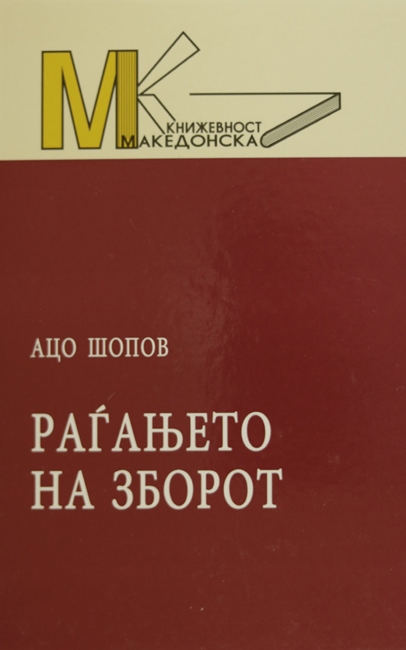 МК
КНИЖЕВНОСТ
МАКЕДОНСКА
АЦО ШОПОВ
РАЃАЊЕТО
НА ЗБОРОТ